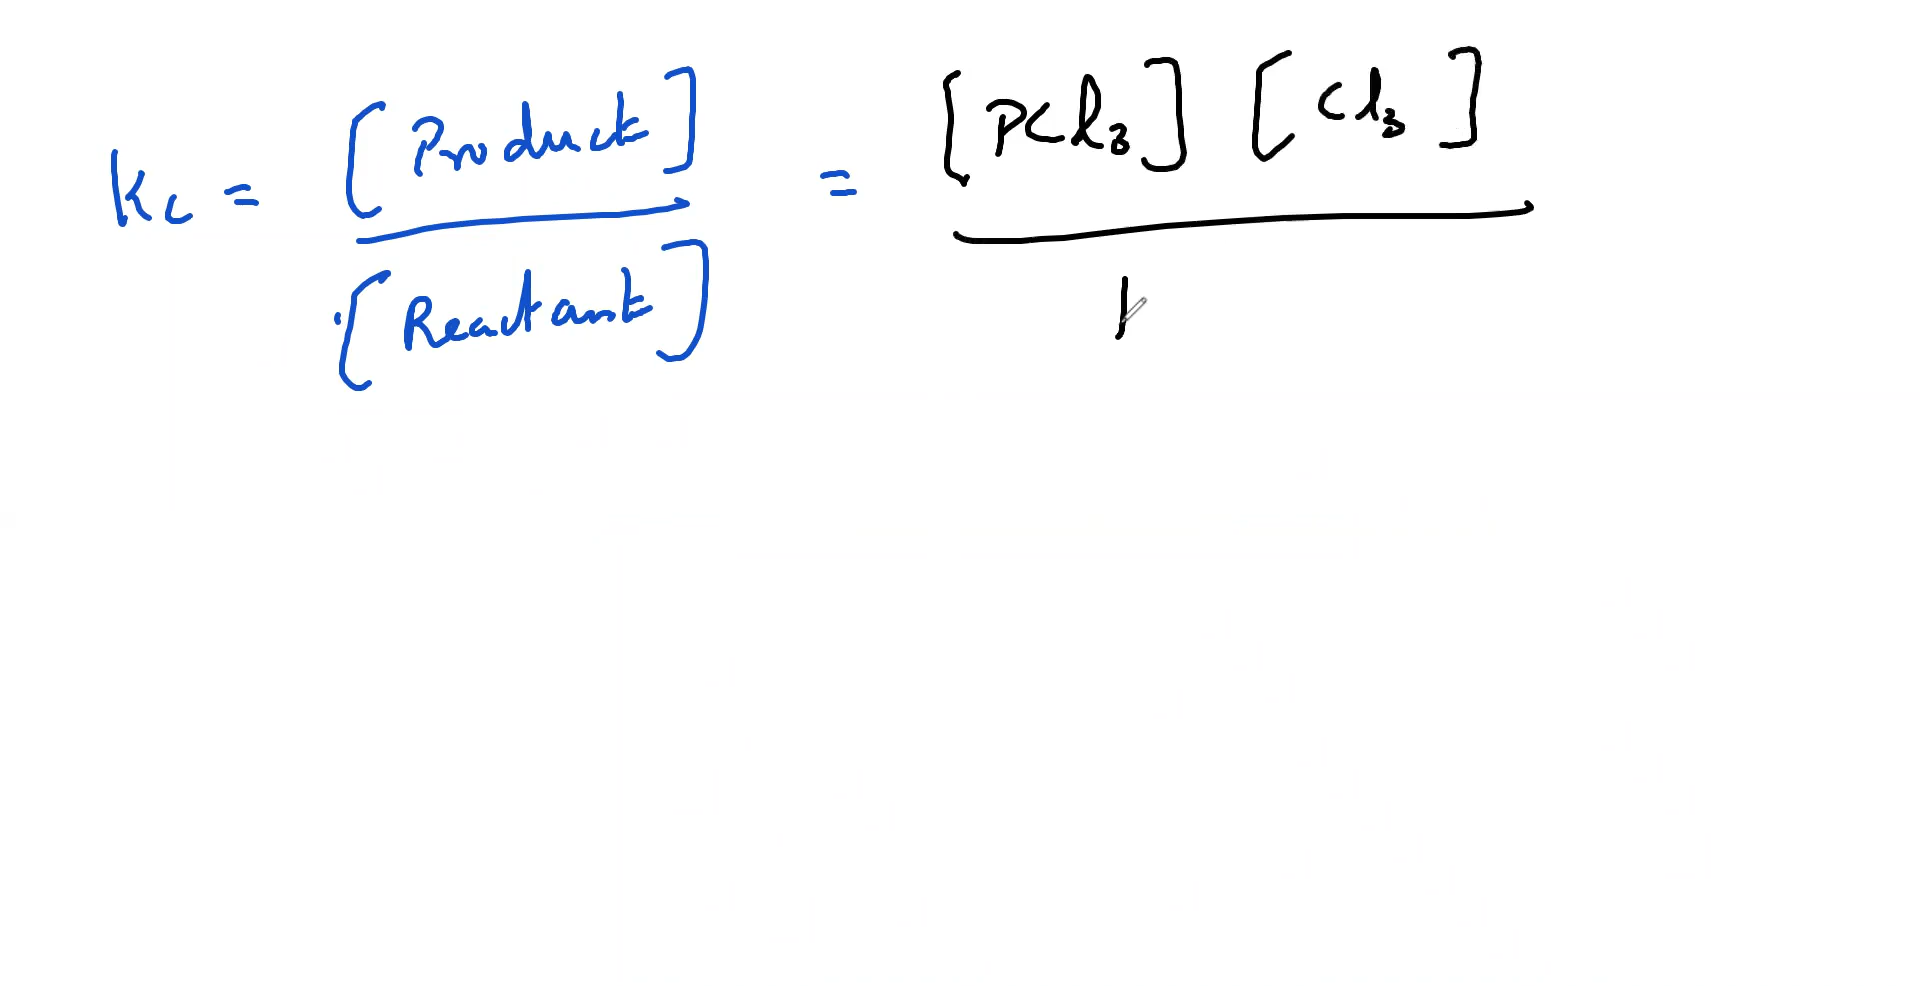 Kc = [Product] / [Reactant] = [PCl3] [Cl3]